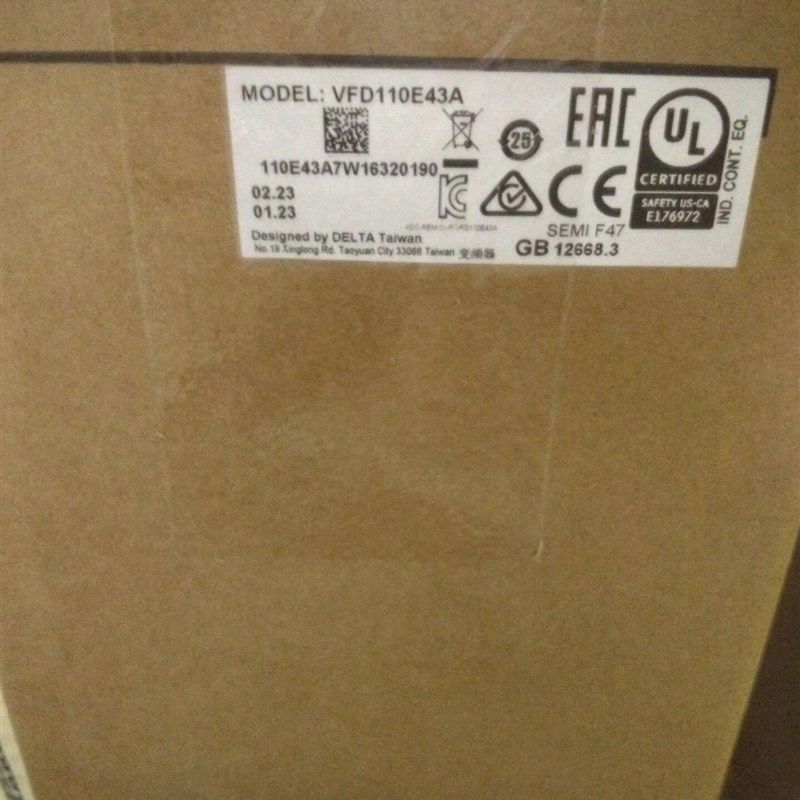 MODEL: VFD110E43A
110E43A7W16320190
02.23
01.23
Designed by DELTA Taiwan
No.18 Xinglong Rd. Taoyuan City 33068 Taiwan 变频器
25
EAC
UL
CERTIFIED
SAFETY US-CA
E176972
IND. CONT. EQ.
CE
SEMI F47
GB 12668.3